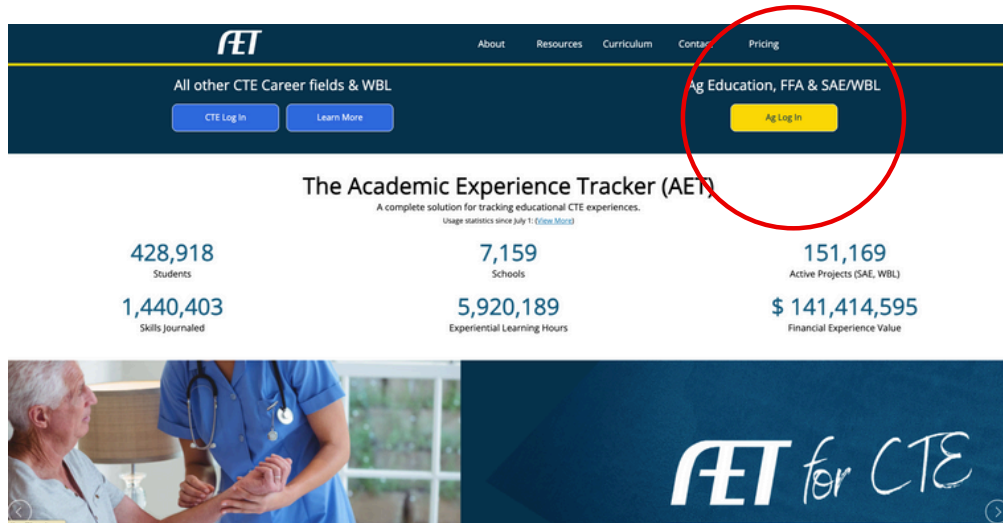 AET
About Resources Curriculum Contact Pricing
All other CTE Career fields & WBL
CTE Log In Learn More
Ag Education, FFA & SAE/WBL
Ag Log In
The Academic Experience Tracker (AET)
A complete solution for tracking educational CTE experiences.
Usage statistics since July 1: (View More)
428,918
Students
7,159
Schools
151,169
Active Projects (SAE, WBL)
1,440,403
Skills Journaled
5,920,189
Experiential Learning Hours
$ 141,414,595
Financial Experience Value
AET for CTE